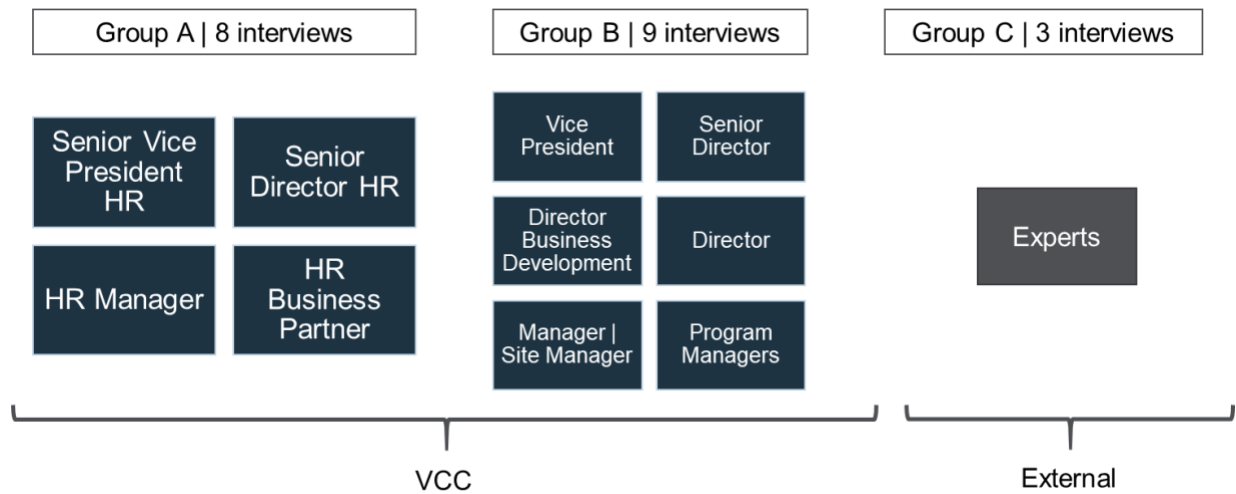 Group A | 8 interviews
Group B | 9 interviews
Group C | 3 interviews
Senior Vice
President
HR
Senior
Director HR
HR Manager
HR
Business
Partner
Vice
President
Senior
Director
Director
Business
Development
Director
Manager |
Site Manager
Program
Managers
Experts
VCC
External